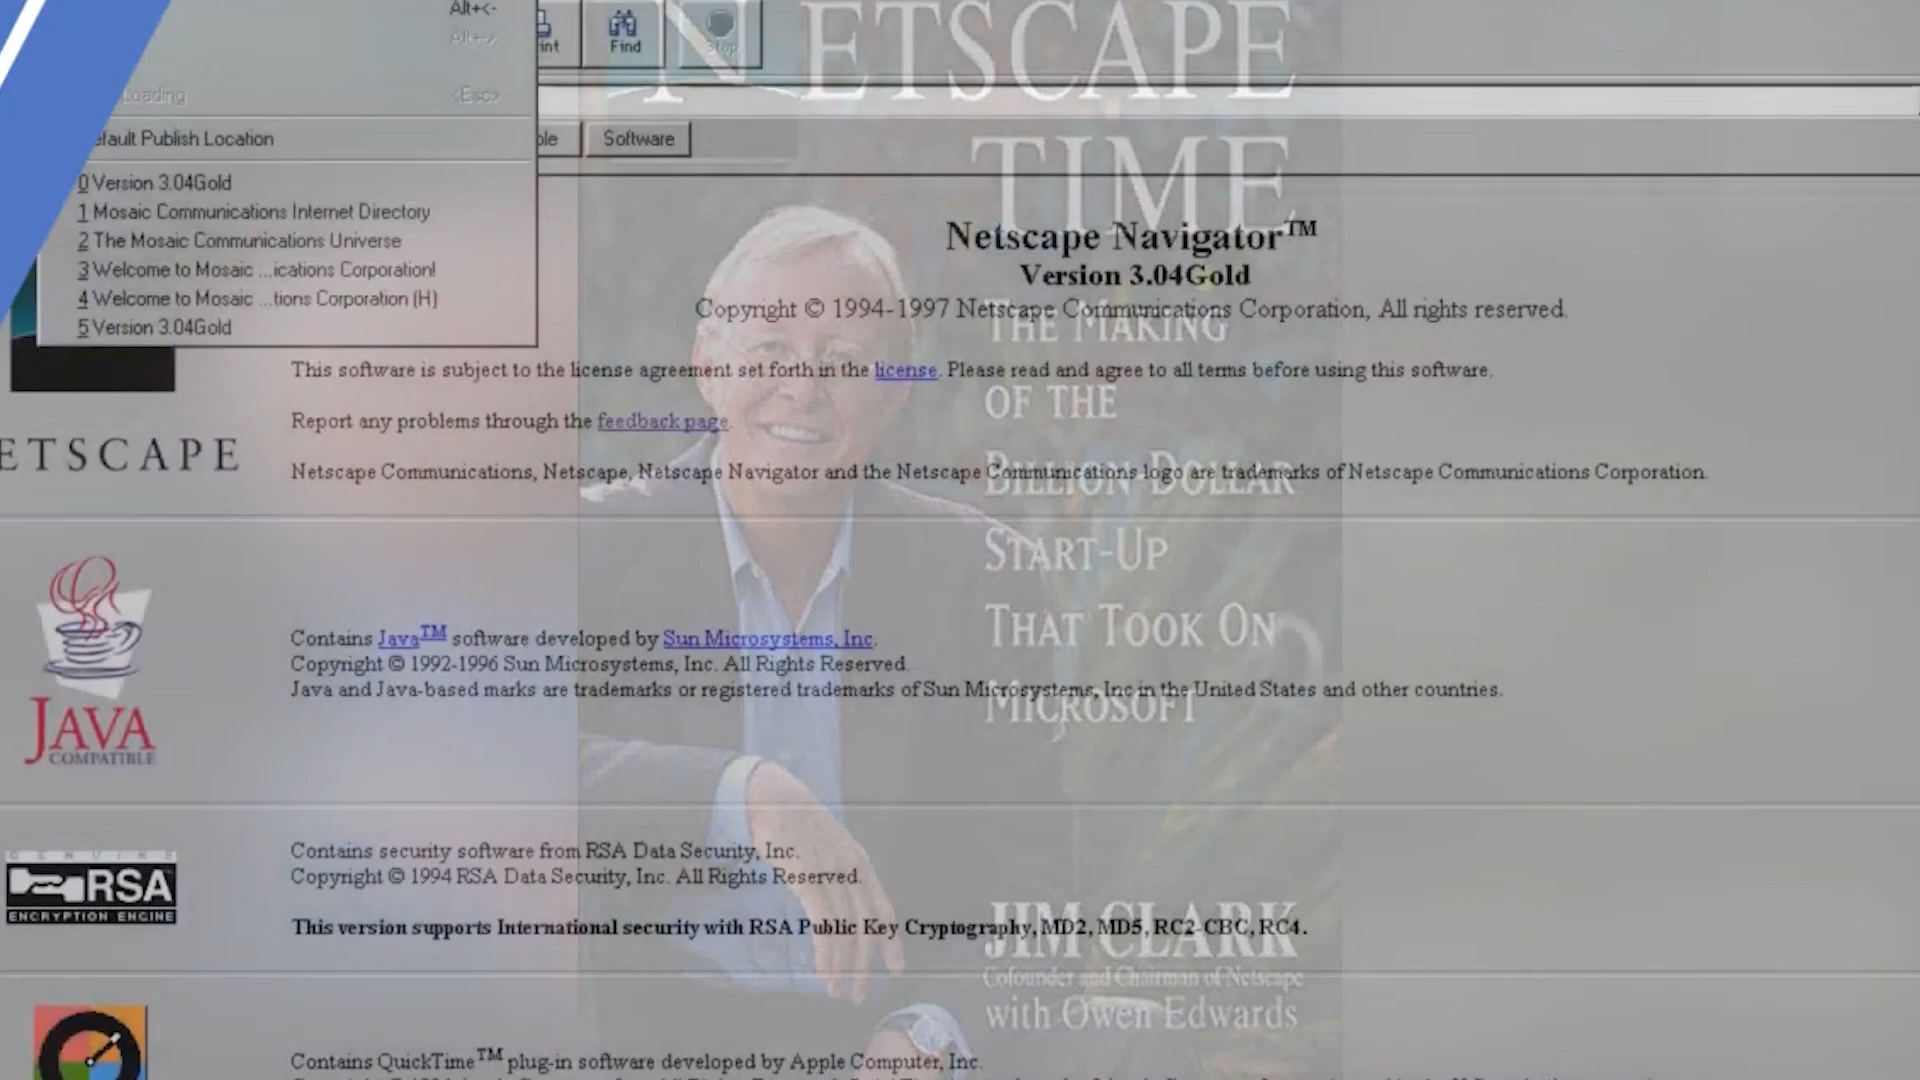 Alt+<-
Alt+->
Loading
<Esc>
efault Publish Location
0 Version 3.04Gold
1 Mosaic Communications Internet Directory
2 The Mosaic Communications Universe
3 Welcome to Mosaic ...ications Corporation!
4 Welcome to Mosaic ...tions Corporation (H)
5 Version 3.04Gold
int
Find
Stop
ple
Software
NETSCAPE
TIME
THE MAKING
OF THE
BILLION-DOLLAR
START-UP
THAT TOOK ON
MICROSOFT
JIM CLARK
Cofounder and Chairman of Netscape
with Owen Edwards
Netscape Navigator™
Version 3.04Gold
Copyright © 1994-1997 Netscape Communications Corporation, All rights reserved.
This software is subject to the license agreement set forth in the license. Please read and agree to all terms before using this software.
Report any problems through the feedback page.
Netscape Communications, Netscape, Netscape Navigator and the Netscape Communications logo are trademarks of Netscape Communications Corporation.
ETSCAPE
JAVA
COMPATIBLE
Contains Java™ software developed by Sun Microsystems, Inc.
Copyright © 1992-1996 Sun Microsystems, Inc. All Rights Reserved.
Java and Java-based marks are trademarks or registered trademarks of Sun Microsystems, Inc in the United States and other countries.
GENUINE
RSA
ENCRYPTION ENGINE
Contains security software from RSA Data Security, Inc.
Copyright © 1994 RSA Data Security, Inc. All Rights Reserved.
This version supports International security with RSA Public Key Cryptography, MD2, MD5, RC2-CBC, RC4.
Contains QuickTime™ plug-in software developed by Apple Computer, Inc.